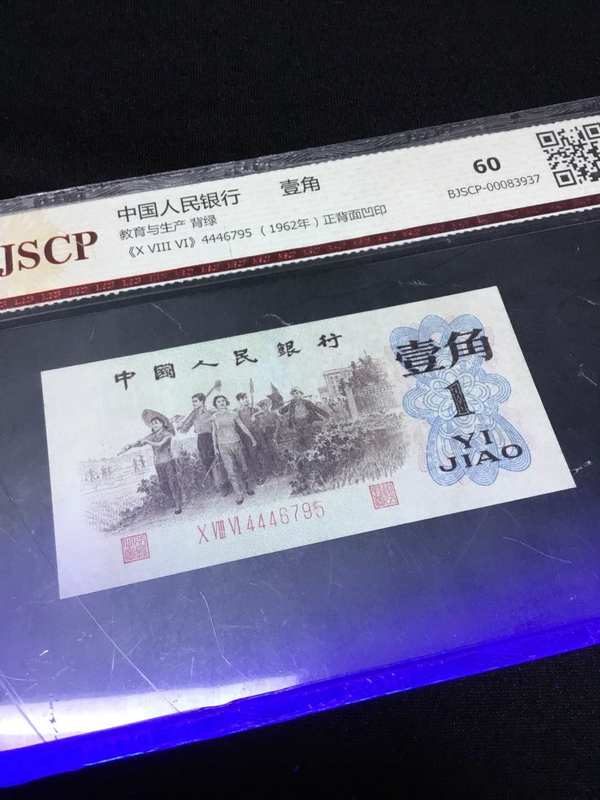 JSCP
中国人民银行 壹角
教育与生产 背绿
《X VIII VI》4446795 (1962年) 正背面凹印
60
BJSCP-00083937
中國人民銀行
壹角
1
YI
JIAO
X VIII VI 4446795